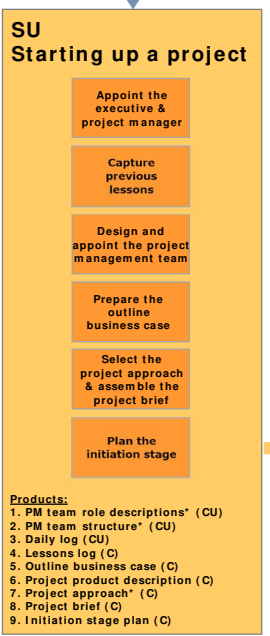 SU
Starting up a project
Appoint the
executive &
project manager
Capture
previous
lessons
Design and
appoint the project
management team
Prepare the
outline
business case
Select the
project approach
& assemble the
project brief
Plan the
initiation stage
Products:
1. PM team role descriptions* (CU)
2. PM team structure* (CU)
3. Daily log (CU)
4. Lessons log (C)
5. Outline business case (C)
6. Project product description (C)
7. Project approach* (C)
8. Project brief (C)
9. Initiation stage plan (C)